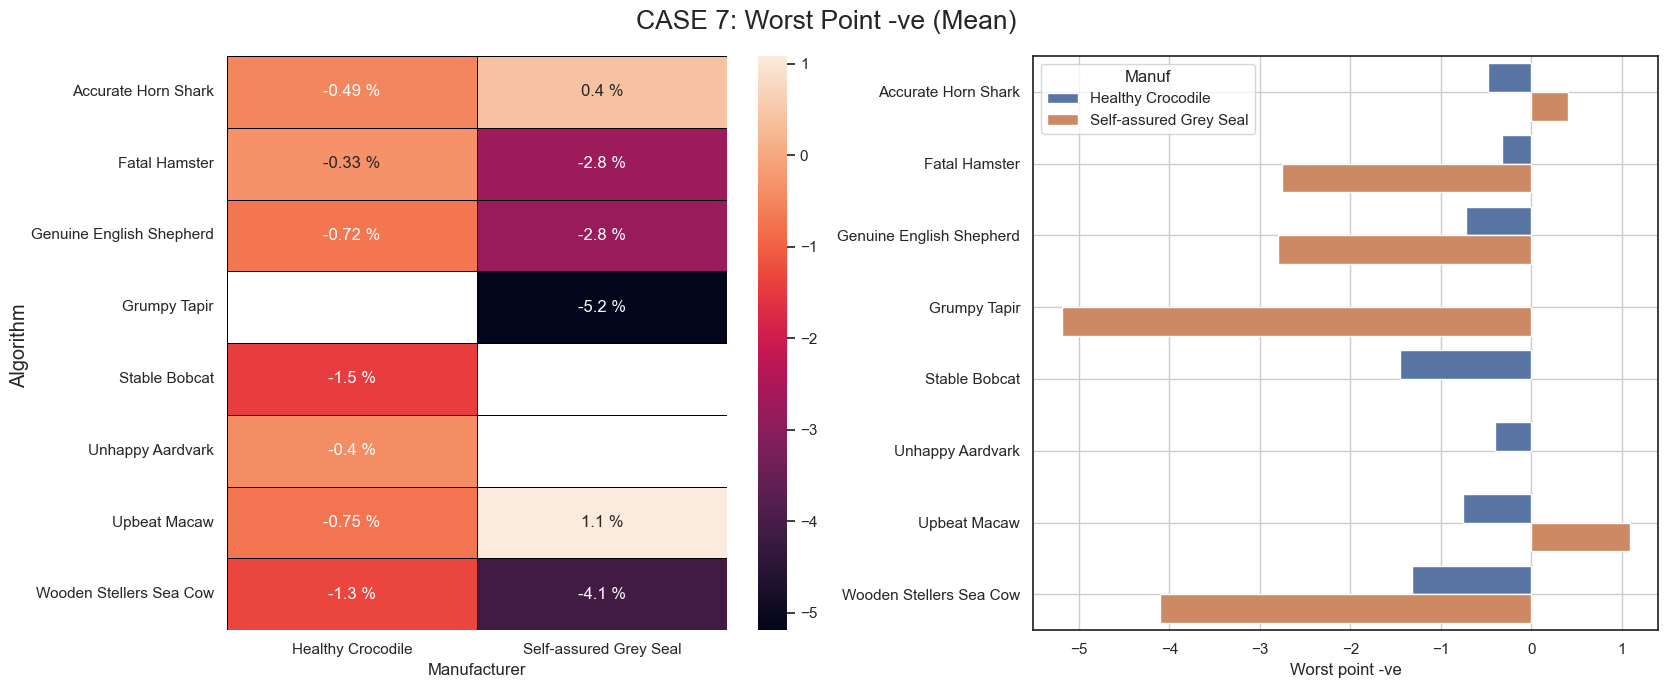 CASE 7: Worst Point -ve (Mean)
Algorithm
Accurate Horn Shark
-0.49 %
0.4 %
Fatal Hamster
-0.33 %
-2.8 %
Genuine English Shepherd
-0.72 %
-2.8 %
Grumpy Tapir
-5.2 %
Stable Bobcat
-1.5 %
Unhappy Aardvark
-0.4 %
Upbeat Macaw
-0.75 %
1.1 %
Wooden Stellers Sea Cow
-1.3 %
-4.1 %
Healthy Crocodile
Self-assured Grey Seal
Manufacturer
1
0
−1
−2
−3
−4
−5
Manuf
Healthy Crocodile
Self-assured Grey Seal
Accurate Horn Shark
Fatal Hamster
Genuine English Shepherd
Grumpy Tapir
Stable Bobcat
Unhappy Aardvark
Upbeat Macaw
Wooden Stellers Sea Cow
−5
−4
−3
−2
−1
0
1
Worst point -ve